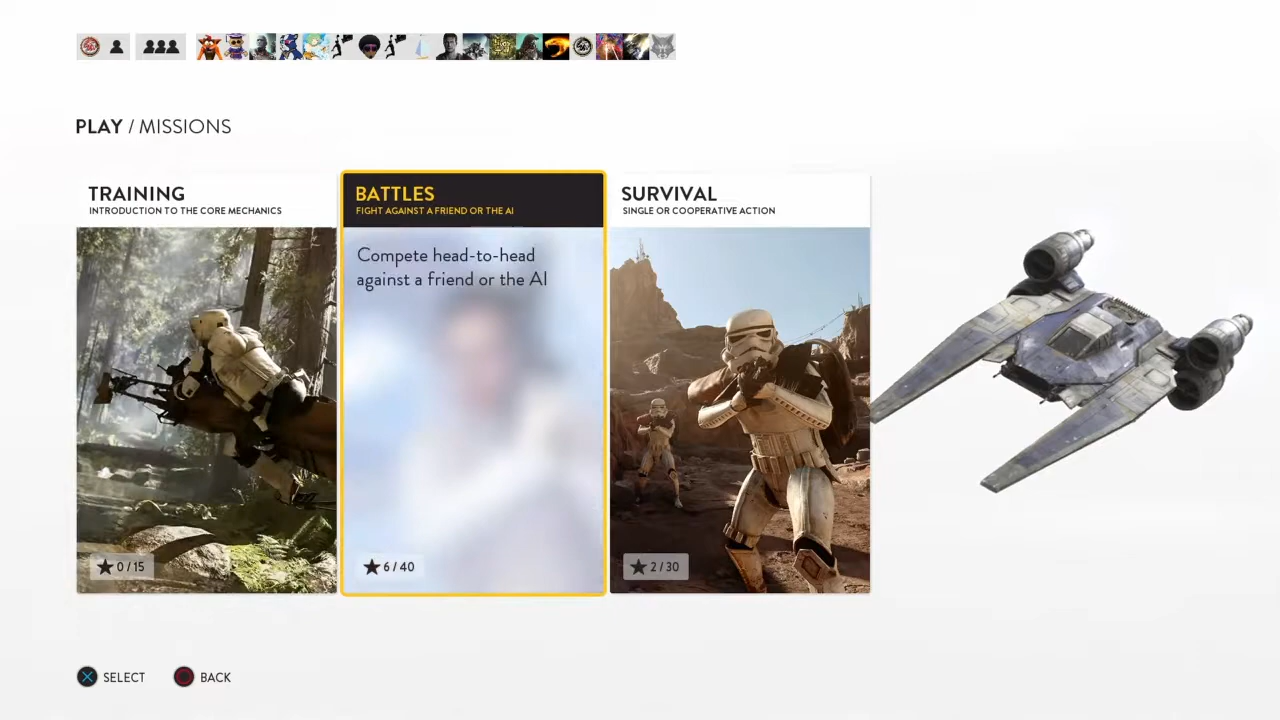 PLAY / MISSIONS
TRAINING
INTRODUCTION TO THE CORE MECHANICS
BATTLES
FIGHT AGAINST A FRIEND OR THE AI
Compete head-to-head
against a friend or the AI
SURVIVAL
SINGLE OR COOPERATIVE ACTION
0 / 15
6 / 40
2 / 30
SELECT
BACK